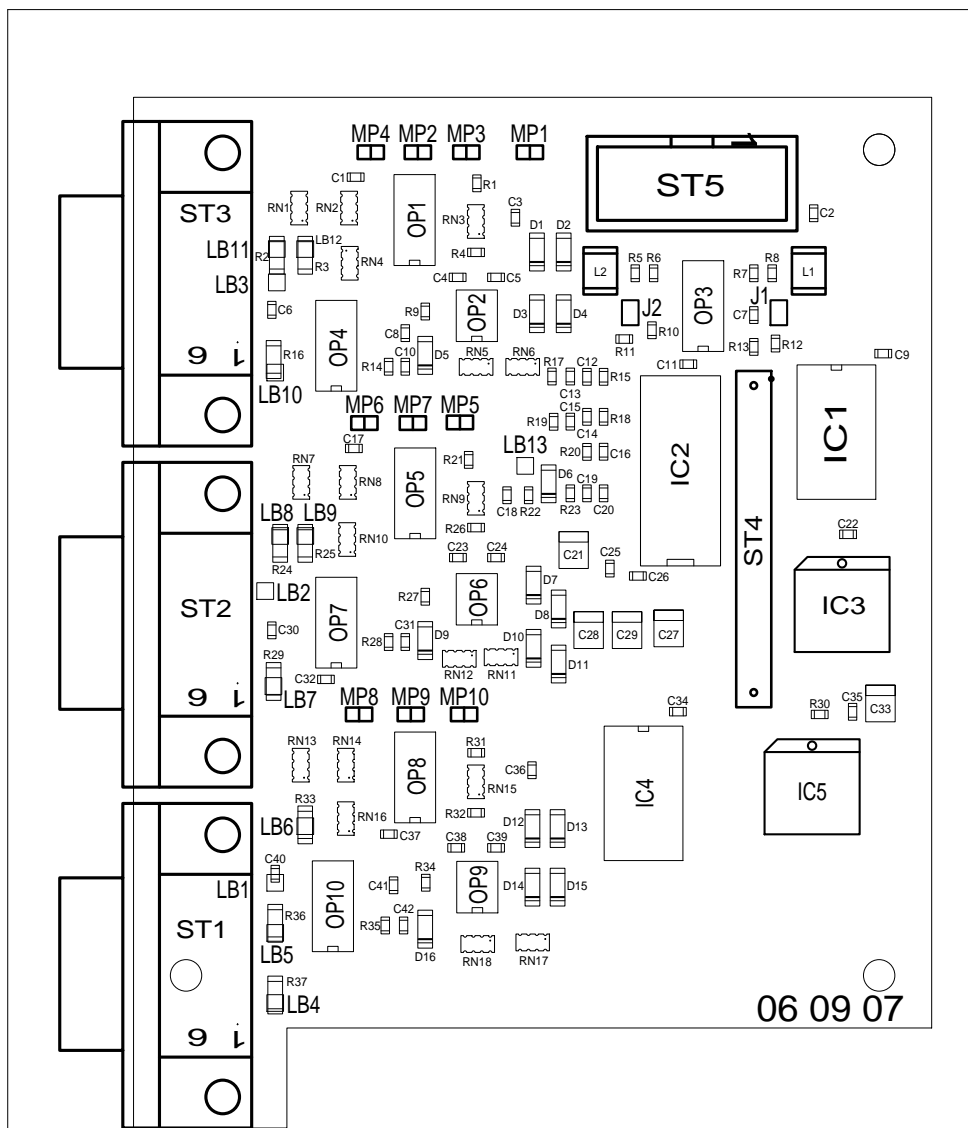 MP4 MP2 MP3 MP1
C1 R1
ST5
RN1 RN2 OP1 RN3 C3 C2
ST3
D1 D2
LB11 R2 LB12 R3 RN4 R4
LB3
C4 C5 L2 R5 R6 OP3 R7 R8 L1
C6 R9 OP2 D3 D4 J2 R10 C7 J1
OP4 C8 R11 R13 R12
1 6 R16 R14 C10 D5 RN5 RN6 R17 C12 R15 C11 C9
LB10 C13
MP6 MP7 MP5 R19 C15 R18
C14
C17 LB13 R20 C16 IC2 IC1
RN7 RN8 OP5 R21 D6
RN9 C18 R22 R23 C19 C20
LB8 LB9 RN10 R26 ST4 C22
R24 R25 C23 C24 C21 C25 C26
LB2 D7
ST2 OP7 R27 OP6 D8 IC3
C30 R28 C31 D9 D10 C28 C29 C27
R29 C32 RN12 RN11 D11
1 6 LB7
MP8 MP9 MP10 C34 R30 C35 C33
RN13 RN14 OP8 R31 C36
RN15 IC4 IC5
R33 RN16 R32 D12 D13
LB6 C37 C38 C39
C40 R34
LB1 OP10 C41 OP9 D14 D15
ST1 R36 R35 C42
LB5 D16 RN18 RN17
R37
LB4 06 09 07
1 6